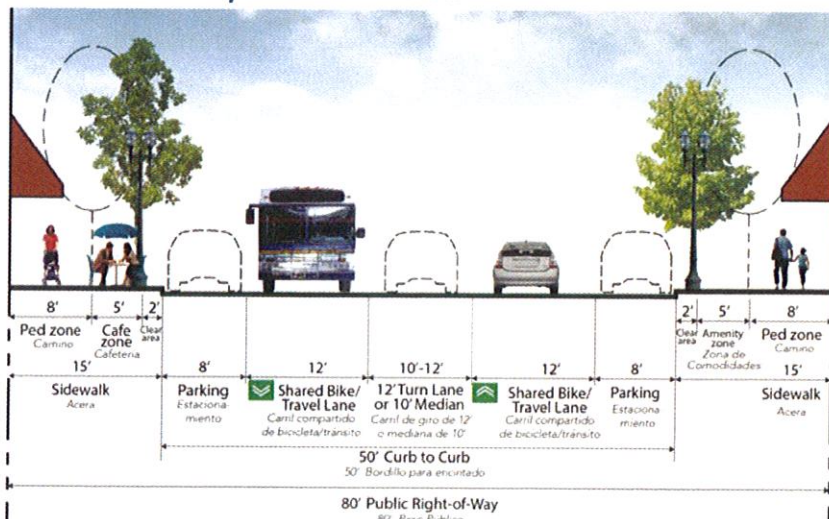 8' 5' 2' 2' 5' 8'
Ped zone
Camino
Cafe
zone
Cafeteria
Clear
area
Clear
area
Amenity
zone
Zona de
Comodidades
Ped zone
Camino
15' 8' 12' 10'-12' 12' 8' 15'
Sidewalk
Acera
Parking
Estaciona-
miento
Shared Bike/
Travel Lane
Carril compartido
de bicicleta/tránsito
12' Turn Lane
or 10' Median
Carril de giro de 12'
o mediana de 10'
Shared Bike/
Travel Lane
Carril compartido
de bicicleta/tránsito
Parking
Estaciona-
miento
Sidewalk
Acera
50' Curb to Curb
50' Bordillo para encintado
80' Public Right-of-Way